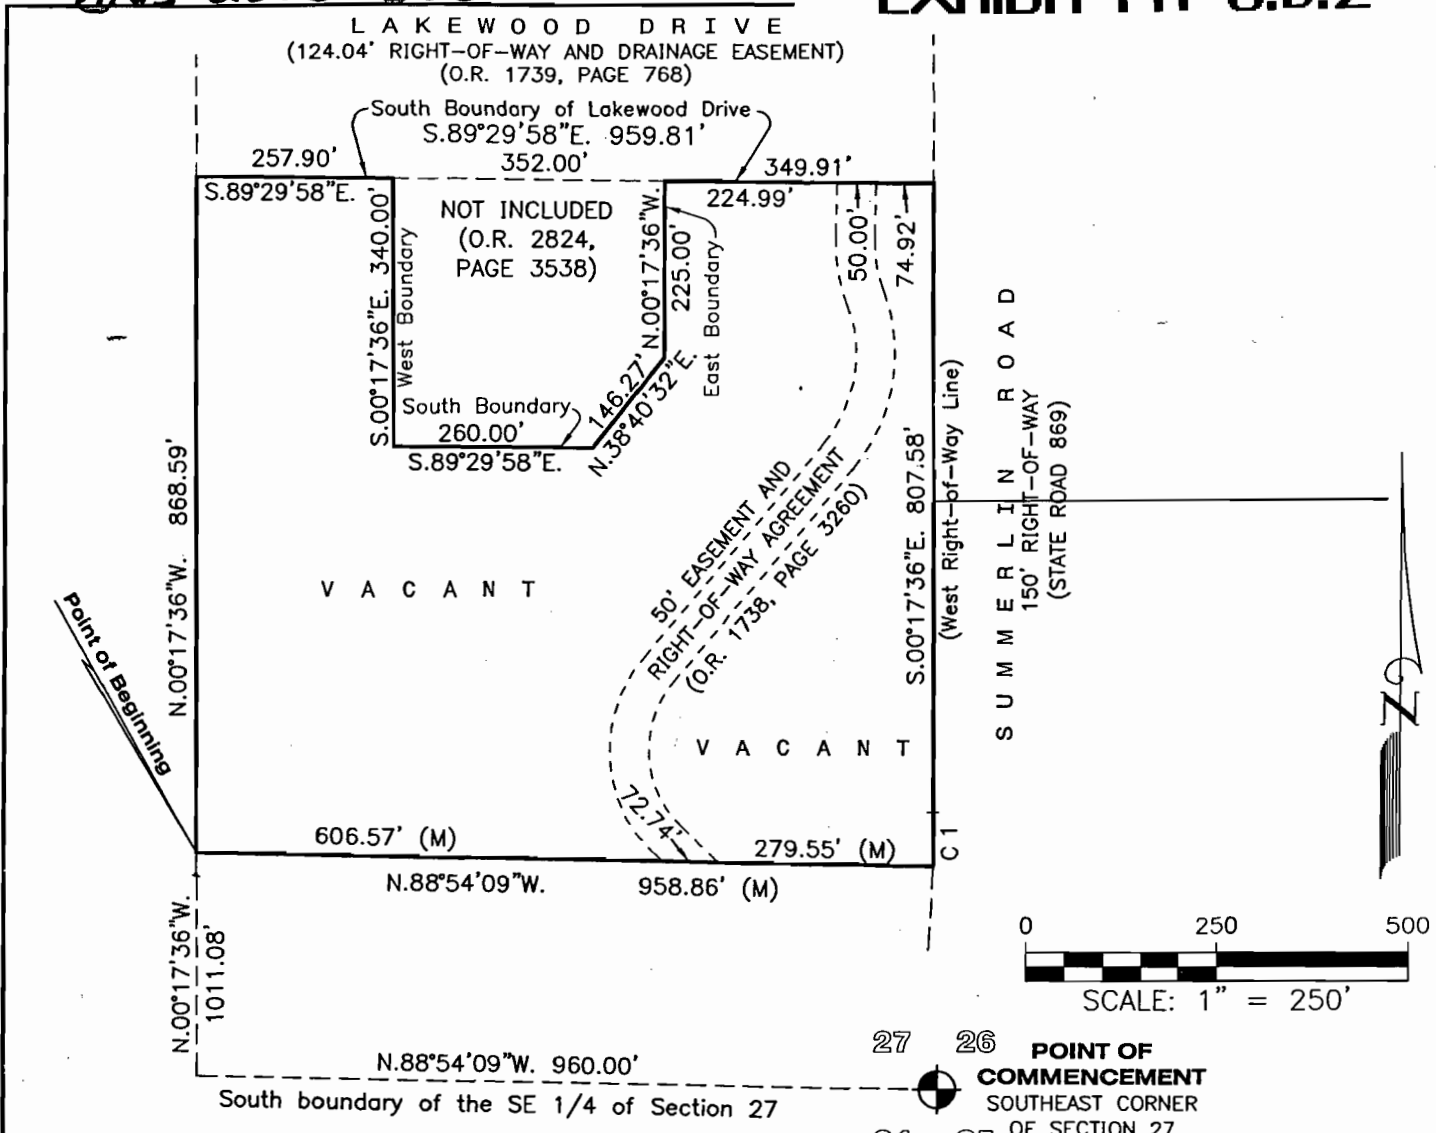 L A K E W O O D D R I V E
(124.04' RIGHT-OF-WAY AND DRAINAGE EASEMENT)
(O.R. 1739, PAGE 768)
South Boundary of Lakewood Drive
S.89°29'58"E. 959.81'
257.90'
352.00'
349.91'
S.89°29'58"E.
224.99'
NOT INCLUDED
(O.R. 2824,
PAGE 3538)
S.00°17'36"E. 340.00'
West Boundary
N.00°17'36"W.
225.00'
East Boundary
50.00'
74.92'
South Boundary
260.00'
S.89°29'58"E.
146.27'
N.38°40'32"E.
N.00°17'36"W. 868.59'
V A C A N T
50' EASEMENT AND
RIGHT-OF-WAY AGREEMENT
(O.R. 1738, PAGE 3260)
S.00°17'36"E. 807.58'
(West Right-of-Way Line)
S U M M E R L I N R O A D
150' RIGHT-OF-WAY
(STATE ROAD 869)
Point of Beginning
V A C A N T
72.74'
606.57' (M)
279.55' (M)
C1
N.88°54'09"W. 958.86' (M)
N
N.00°17'36"W.
1011.08'
0 250 500
SCALE: 1" = 250'
N.88°54'09"W. 960.00'
South boundary of the SE 1/4 of Section 27
27 26
POINT OF
COMMENCEMENT
SOUTHEAST CORNER
OF SECTION 27